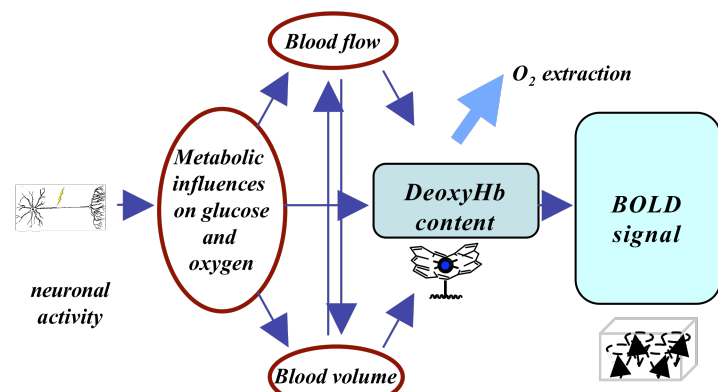 Blood flow
O₂ extraction
Metabolic
influences
on glucose
and
oxygen
DeoxyHb
content
BOLD
signal
neuronal
activity
Blood volume